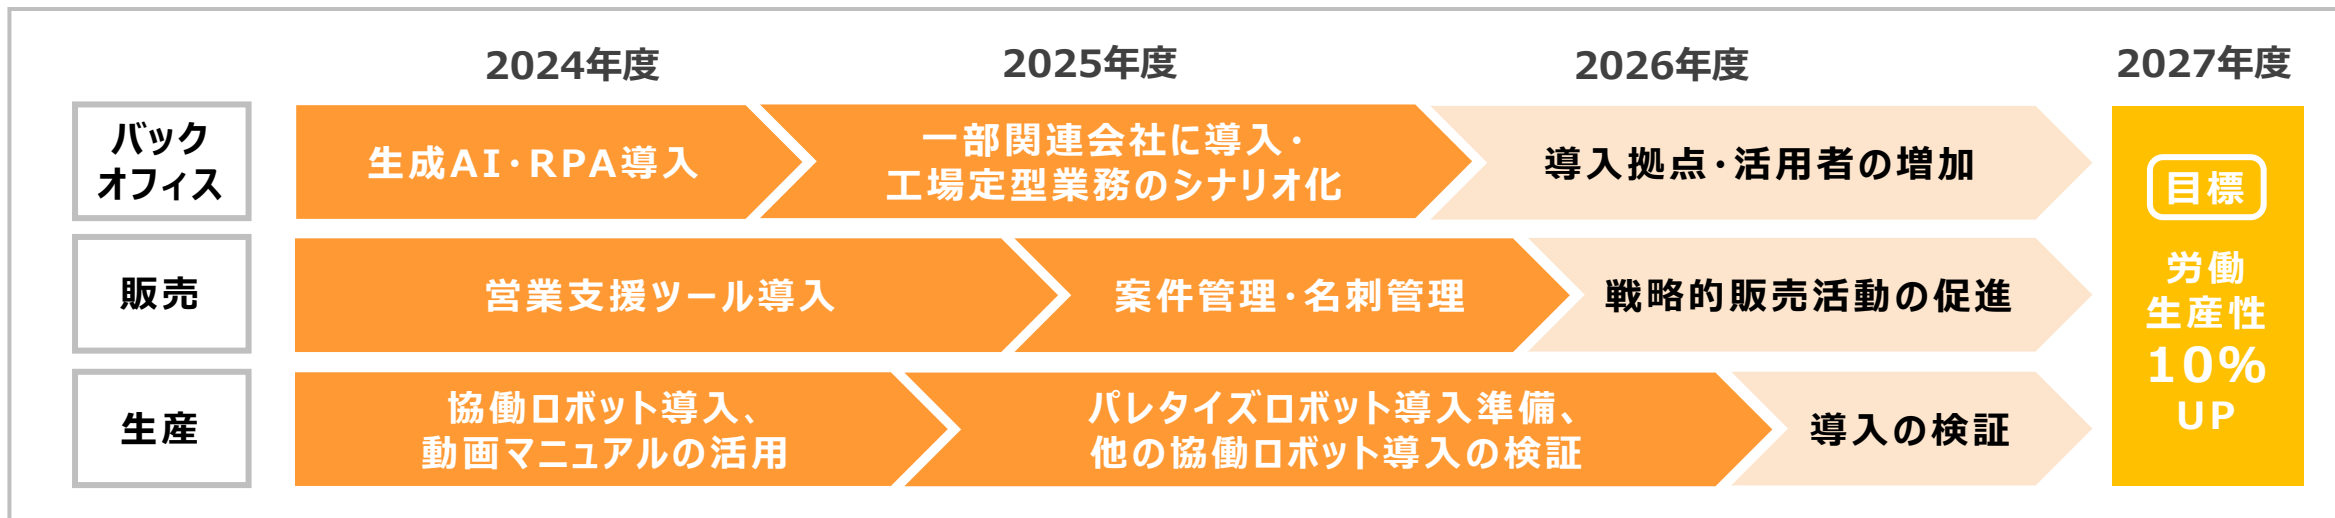 2024年度
2025年度
2026年度
2027年度
バック
オフィス
生成AI・RPA導入
一部関連会社に導入・
工場定型業務のシナリオ化
導入拠点・活用者の増加
販売
営業支援ツール導入
案件管理・名刺管理
戦略的販売活動の促進
生産
協働ロボット導入、
動画マニュアルの活用
パレタイズロボット導入準備、
他の協働ロボット導入の検証
導入の検証
目標
労働
生産性
10%
UP